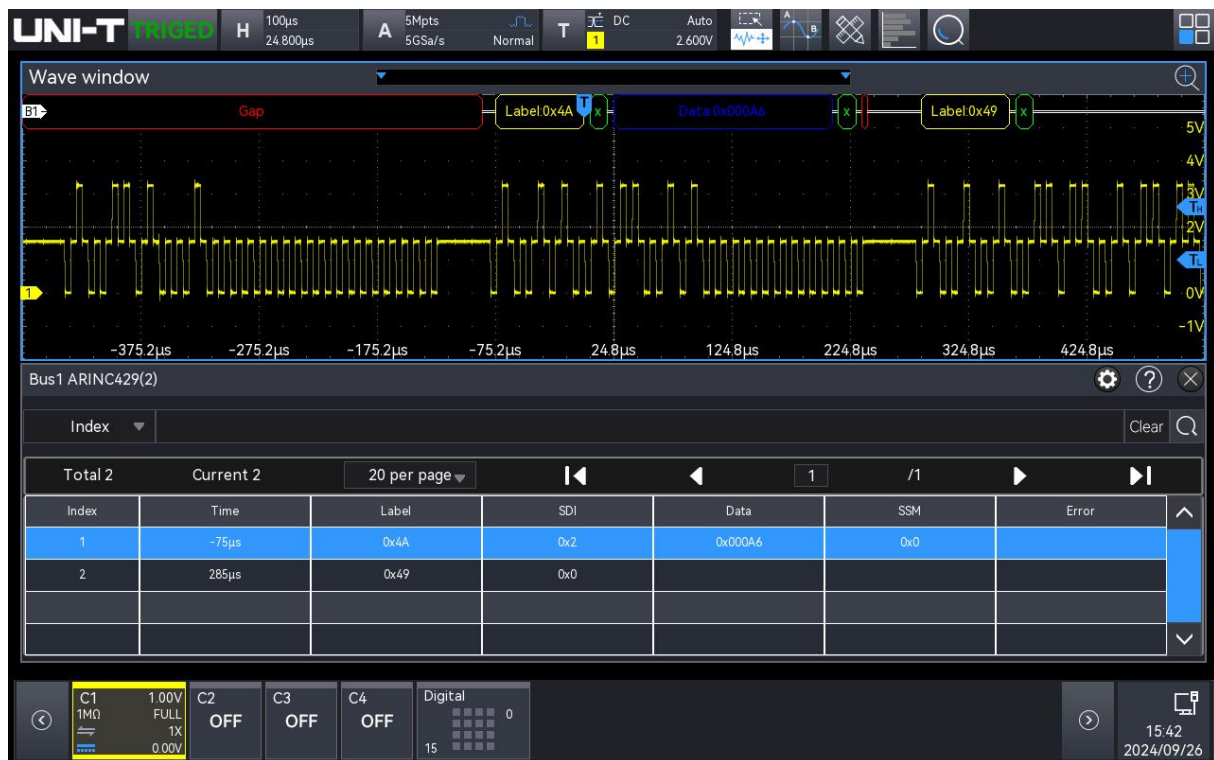 UNI-T TRIGED H 100μs 24.800μs A 5Mpts 5GSa/s Normal T DC 1 Auto 2.600V A B
Wave window
B1 Gap Label:0x4A T x Data:0x000A6 x Label:0x49 x
5V
4V
3V
TH
2V
TL
1 0V
-1V
-375.2μs -275.2μs -175.2μs -75.2μs 24.8μs 124.8μs 224.8μs 324.8μs 424.8μs
Bus1 ARINC429(2) ?
Index Clear
Total 2 Current 2 20 per page 1 /1
Index Time Label SDI Data SSM Error
1 -75μs 0x4A 0x2 0x000A6 0x0
2 285μs 0x49 0x0
C1 1.00V C2 C3 C4 Digital
1MΩ FULL OFF OFF OFF 0
1X
0.00V 15
15:42
2024/09/26